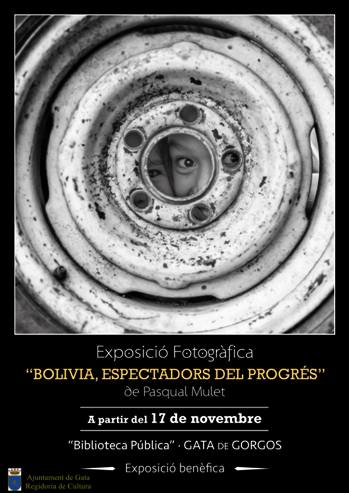 Exposició Fotogràfica
“BOLIVIA, ESPECTADORS DEL PROGRÉS”
de Pasqual Mulet
A partir del 17 de novembre
“Biblioteca Pública” · GATA DE GORGOS
Exposició benèfica
Ajuntament de Gata
Regidoria de Cultura